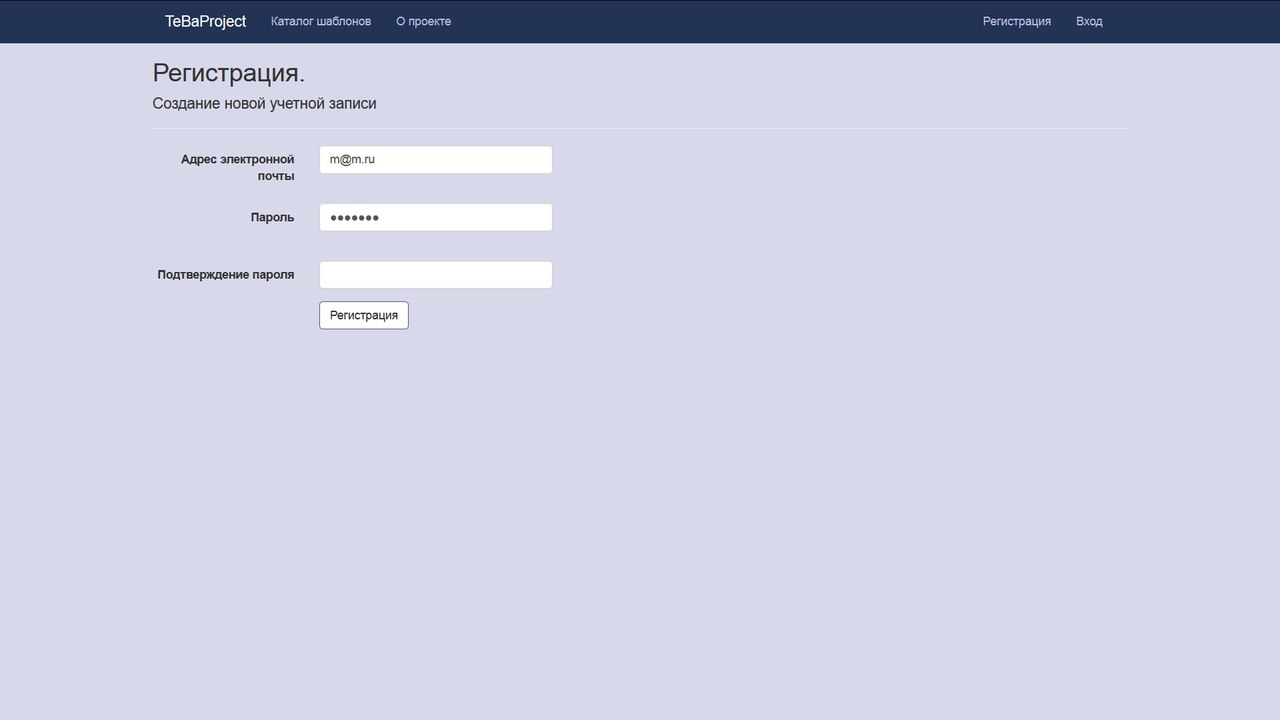 TeBaProject Каталог шаблонов О проекте Регистрация Вход
Регистрация.
Создание новой учетной записи
Адрес электронной почты
m@m.ru
Пароль
•••••••
Подтверждение пароля
Регистрация